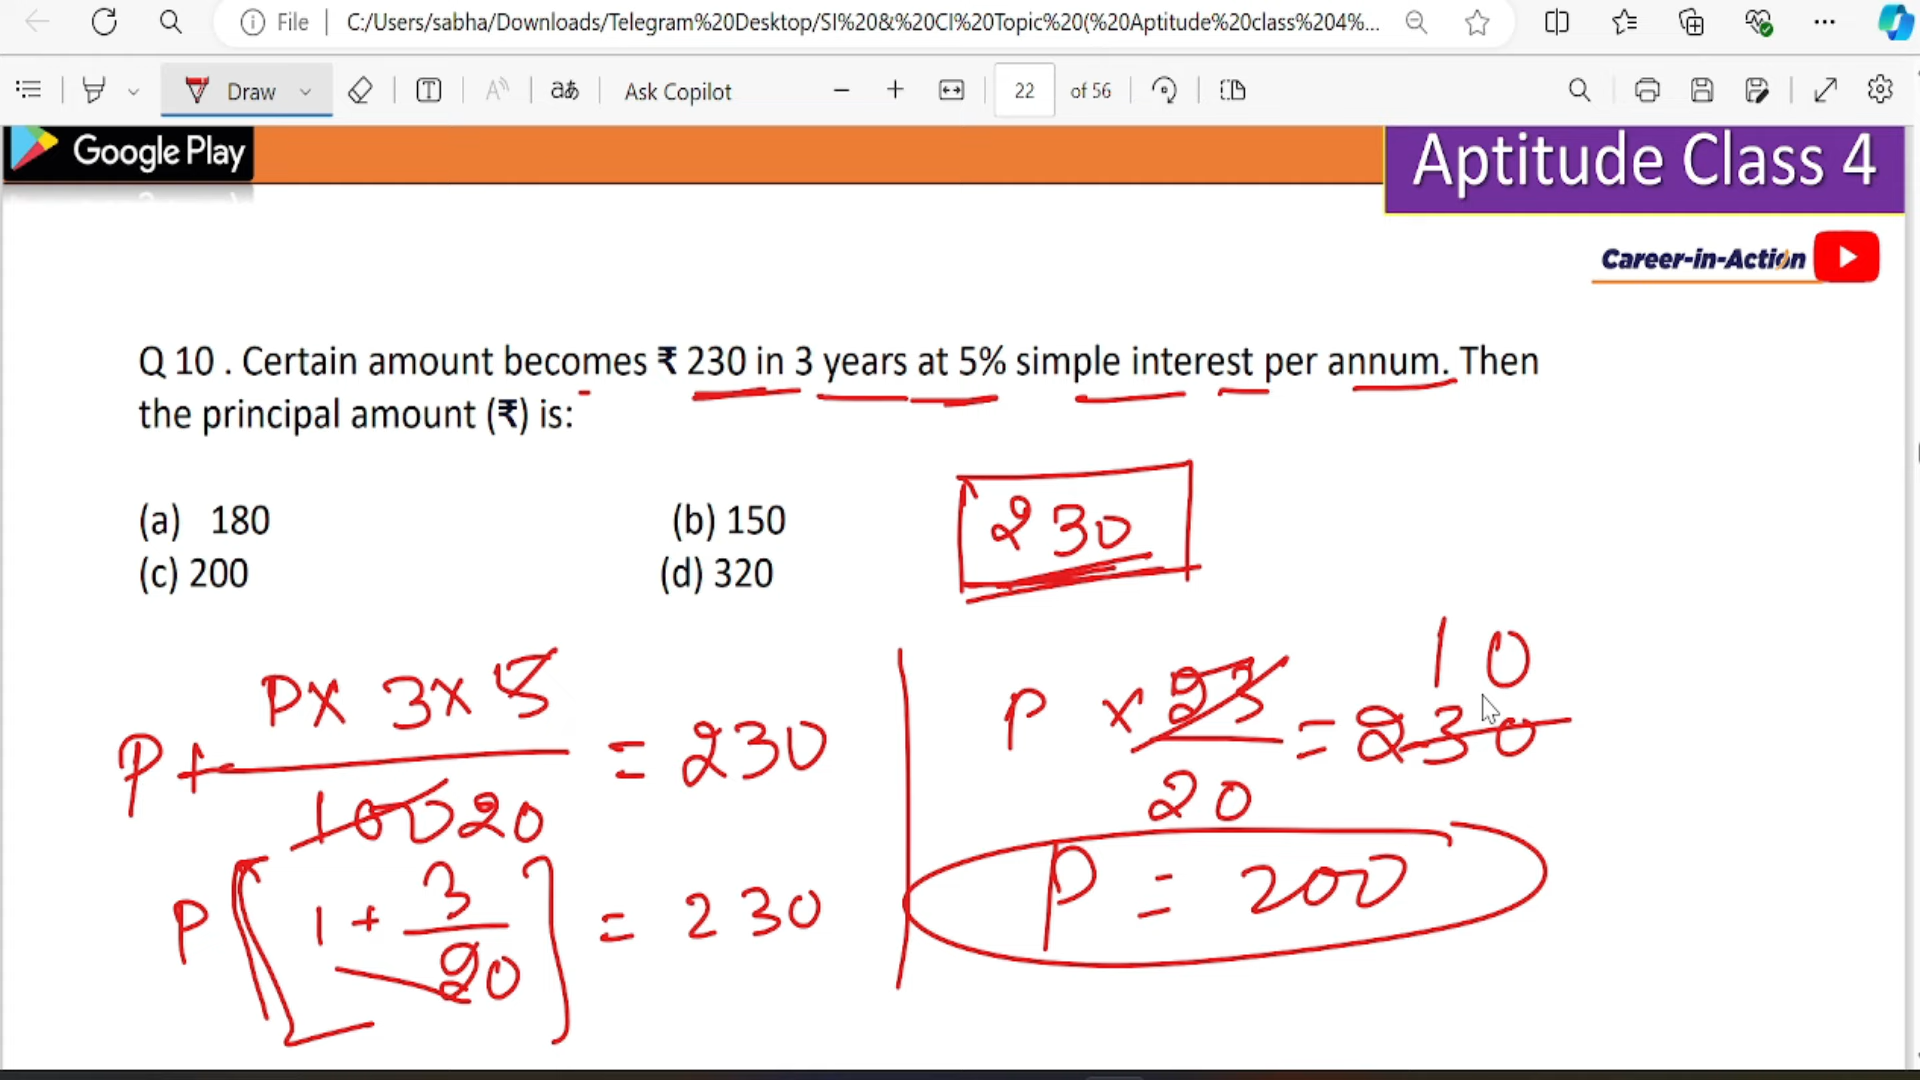 File C:/Users/sabha/Downloads/Telegram%20Desktop/SI%20&%20CI%20Topic%20(%20Aptitude%20class%204%...
Draw Ask Copilot 22 of 56
Google Play
Aptitude Class 4
Career-in-Action
Q 10 . Certain amount becomes ₹ 230 in 3 years at 5% simple interest per annum. Then
the principal amount (₹) is:
(a) 180 (b) 150
(c) 200 (d) 320
230
P+ PX 3X5 / 100 20 = 230
P [ 1 + 3/20 ] = 230
P X 23/20 = 230 10
P = 200